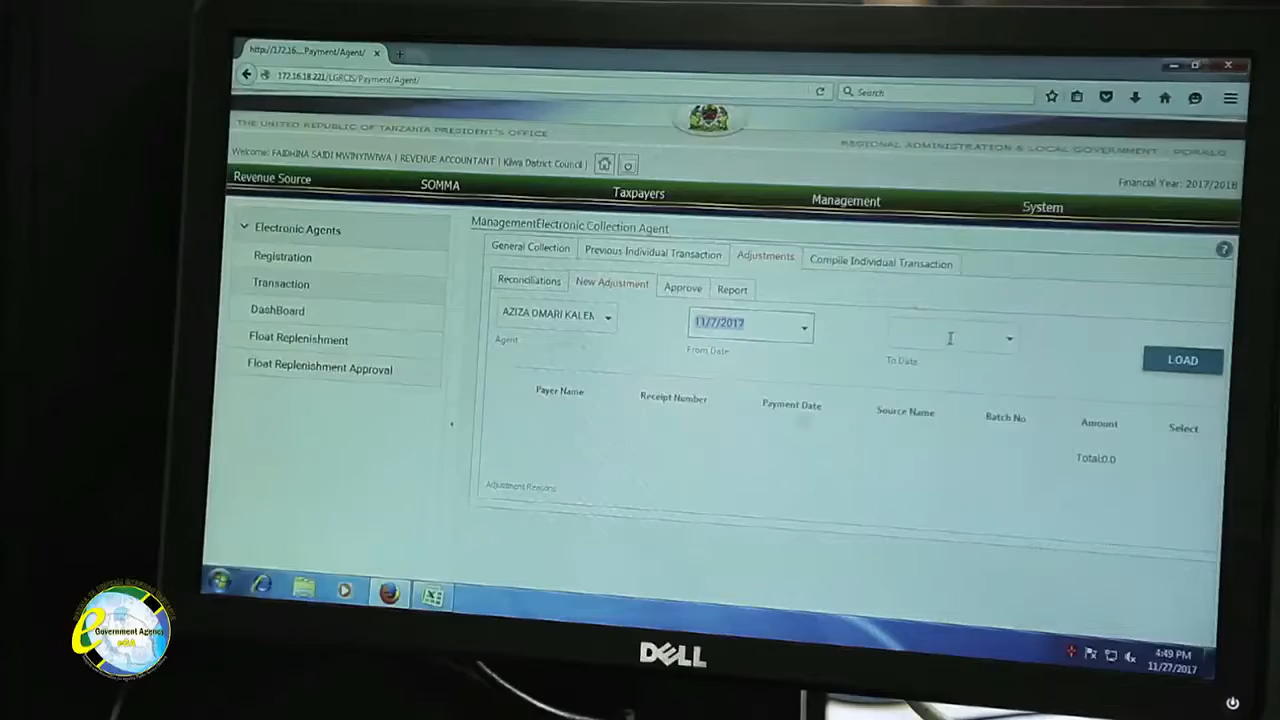 http://172.16....Payment/Agent/
172.16.18.221/LGRCIS/Payment/Agent/
Search
THE UNITED REPUBLIC OF TANZANIA PRESIDENT'S OFFICE
REGIONAL ADMINISTRATION & LOCAL GOVERNMENT - PORALG
Welcome: FAIDHINA SAIDI MWINYIWIWA | REVENUE ACCOUNTANT | Kilwa District Council |
Financial Year: 2017/2018
Revenue Source
SOMMA
Taxpayers
Management
System
Electronic Agents
Registration
Transaction
DashBoard
Float Replenishment
Float Replenishment Approval
ManagementElectronic Collection Agent
General Collection
Previous Individual Transaction
Adjustments
Compile Individual Transaction
?
Reconciliations
New Adjustment
Approve
Report
AZIZA OMARI KALEM
11/7/2017
Agent
From Date
To Date
LOAD
Payer Name
Receipt Number
Payment Date
Source Name
Batch No
Amount
Select
Total:0.0
Adjustment Reasons
4:49 PM
11/27/2017
DELL
e Government Agency
eGA